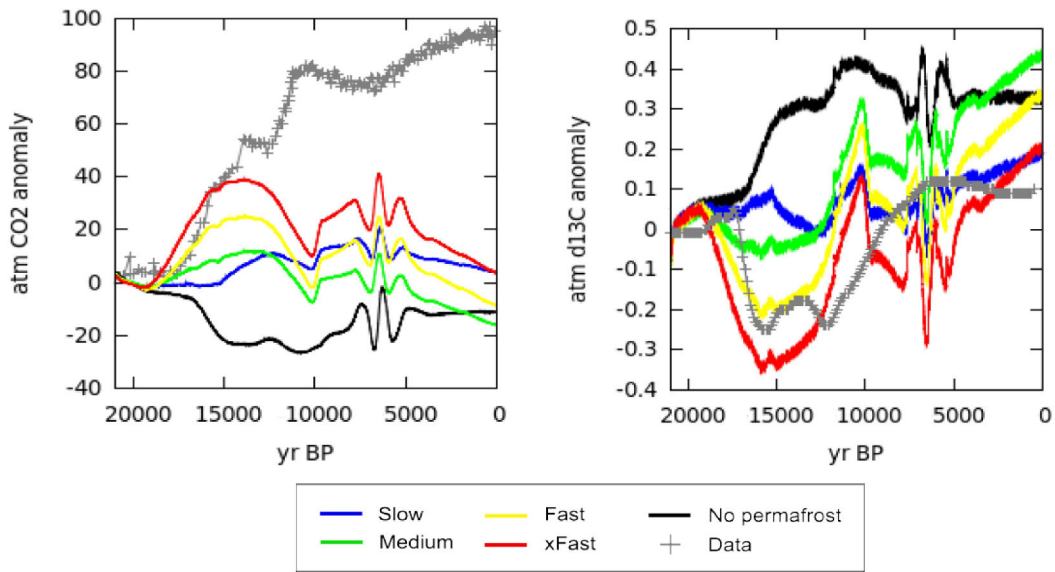 100
80
60
40
20
0
-20
-40
atm CO2 anomaly
20000 15000 10000 5000 0
yr BP
0.5
0.4
0.3
0.2
0.1
0
-0.1
-0.2
-0.3
-0.4
atm d13C anomaly
20000 15000 10000 5000 0
yr BP
Slow Fast No permafrost
Medium xFast Data